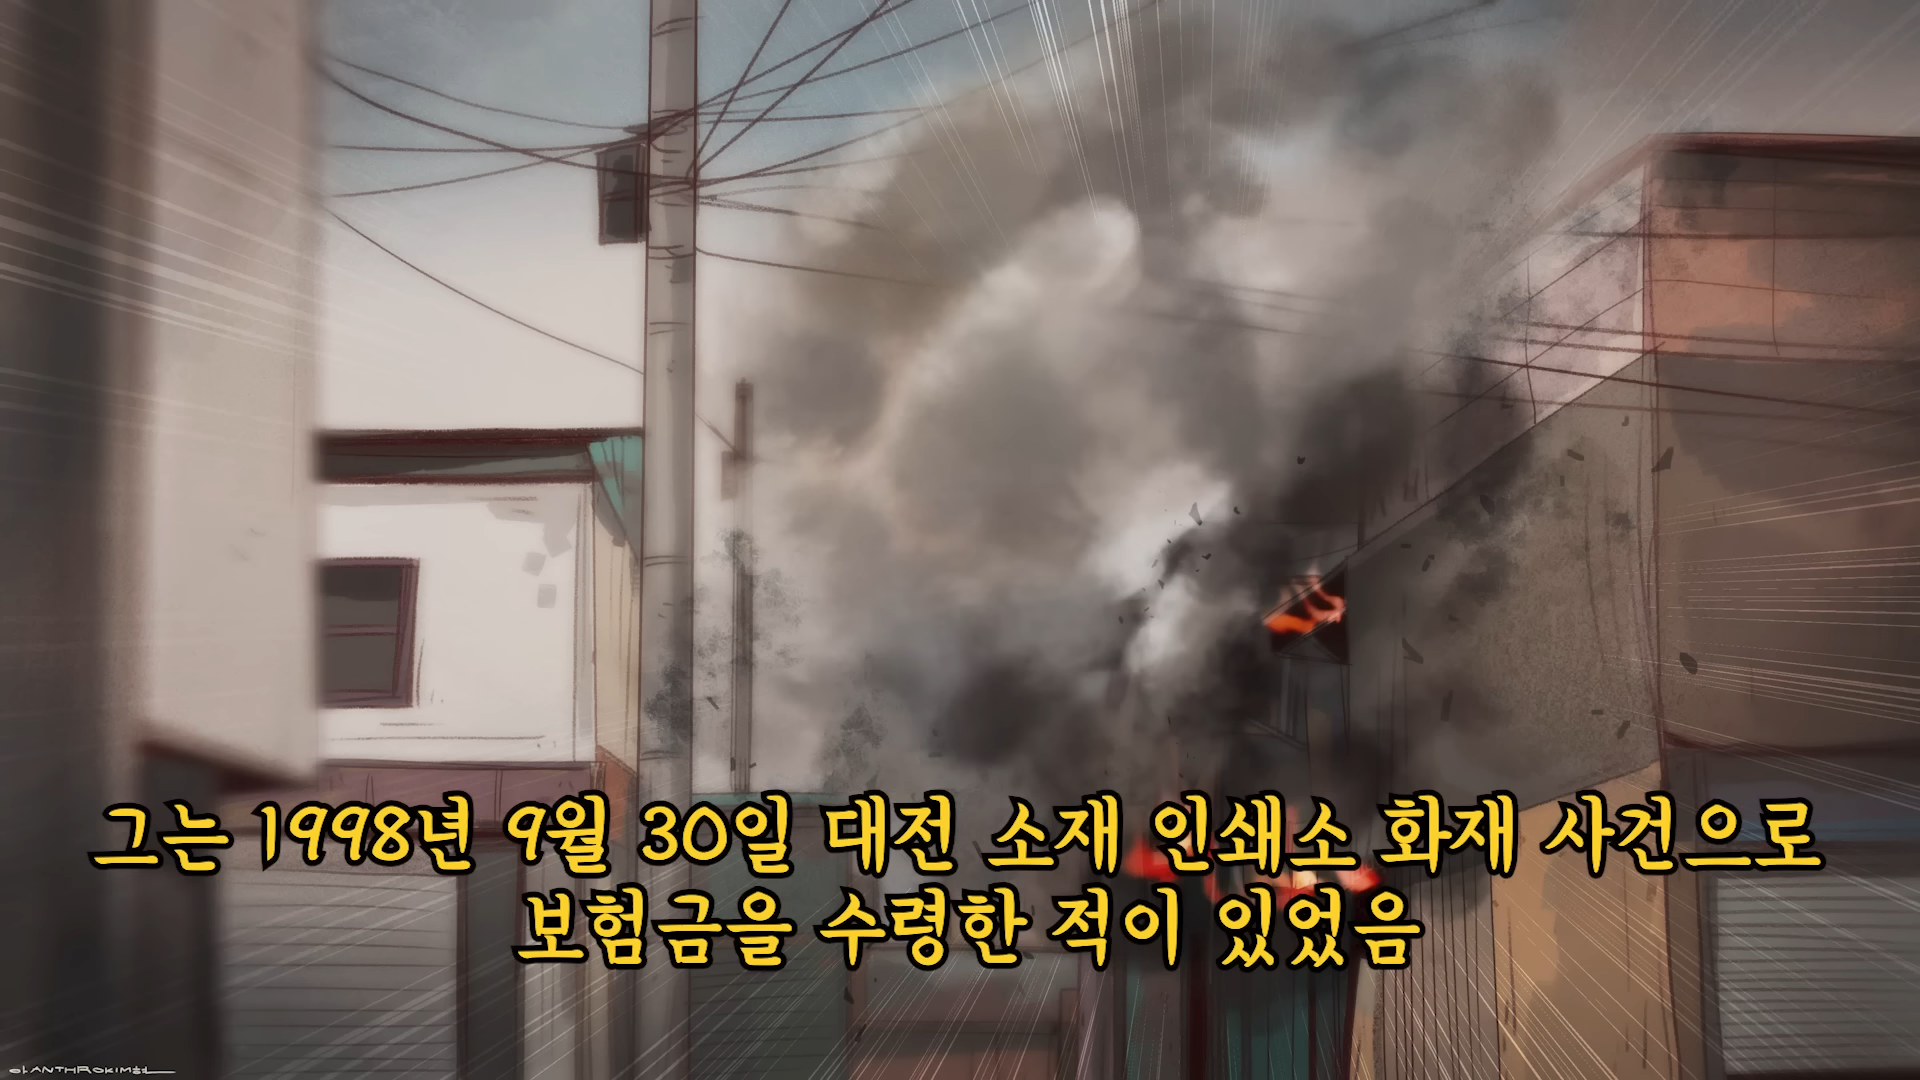 그는 1998년 9월 30일 대전 소재 인쇄소 화재 사건으로
보험금을 수령한 적이 있었음